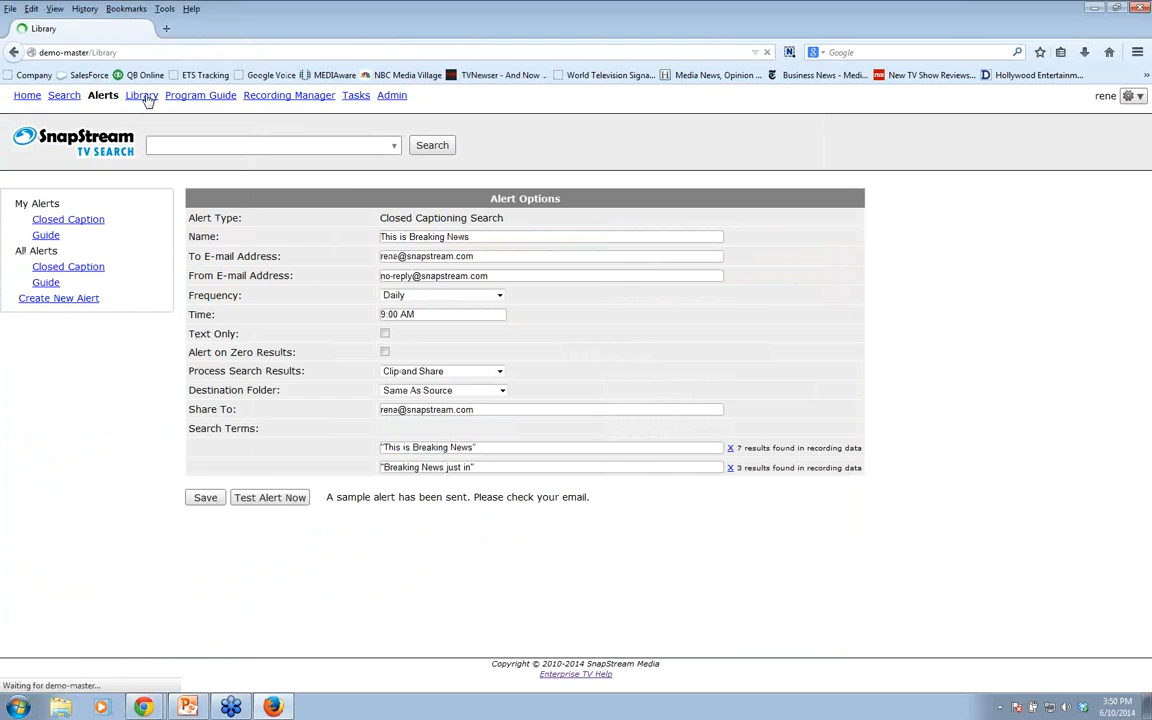 File Edit View History Bookmarks Tools Help
Library
demo-master/Library
Google
Company SalesForce QB Online ETS Tracking Google Voice MEDIAware NBC Media Village TVNewser - And Now ... World Television Signa... Media News, Opinion ... Business News - Medi... New TV Show Reviews... Hollywood Entertainm...
Home Search Alerts Library Program Guide Recording Manager Tasks Admin rene
SnapStream
TV SEARCH
Search
My Alerts
Closed Caption
Guide
All Alerts
Closed Caption
Guide
Create New Alert
Alert Options
Alert Type: Closed Captioning Search
Name: This is Breaking News
To E-mail Address: rene@snapstream.com
From E-mail Address: no-reply@snapstream.com
Frequency: Daily
Time: 9:00 AM
Text Only:
Alert on Zero Results:
Process Search Results: Clip and Share
Destination Folder: Same As Source
Share To: rene@snapstream.com
Search Terms:
"This is Breaking News" X 7 results found in recording data
"Breaking News just in" X 3 results found in recording data
Save Test Alert Now A sample alert has been sent. Please check your email.
Copyright © 2010-2014 SnapStream Media
Enterprise TV Help
Waiting for demo-master...
3:50 PM
6/10/2014